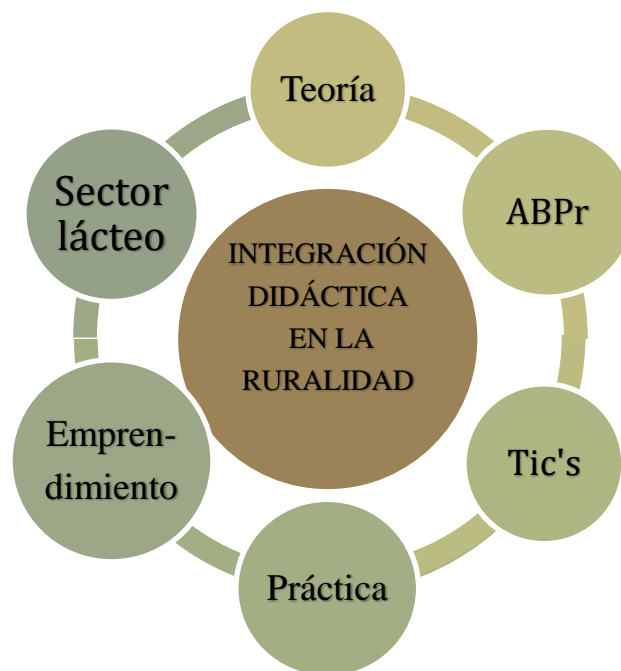 Teoría
ABPr
Tic's
Práctica
Empren-
dimiento
Sector
lácteo
INTEGRACIÓN
DIDÁCTICA
EN LA
RURALIDAD